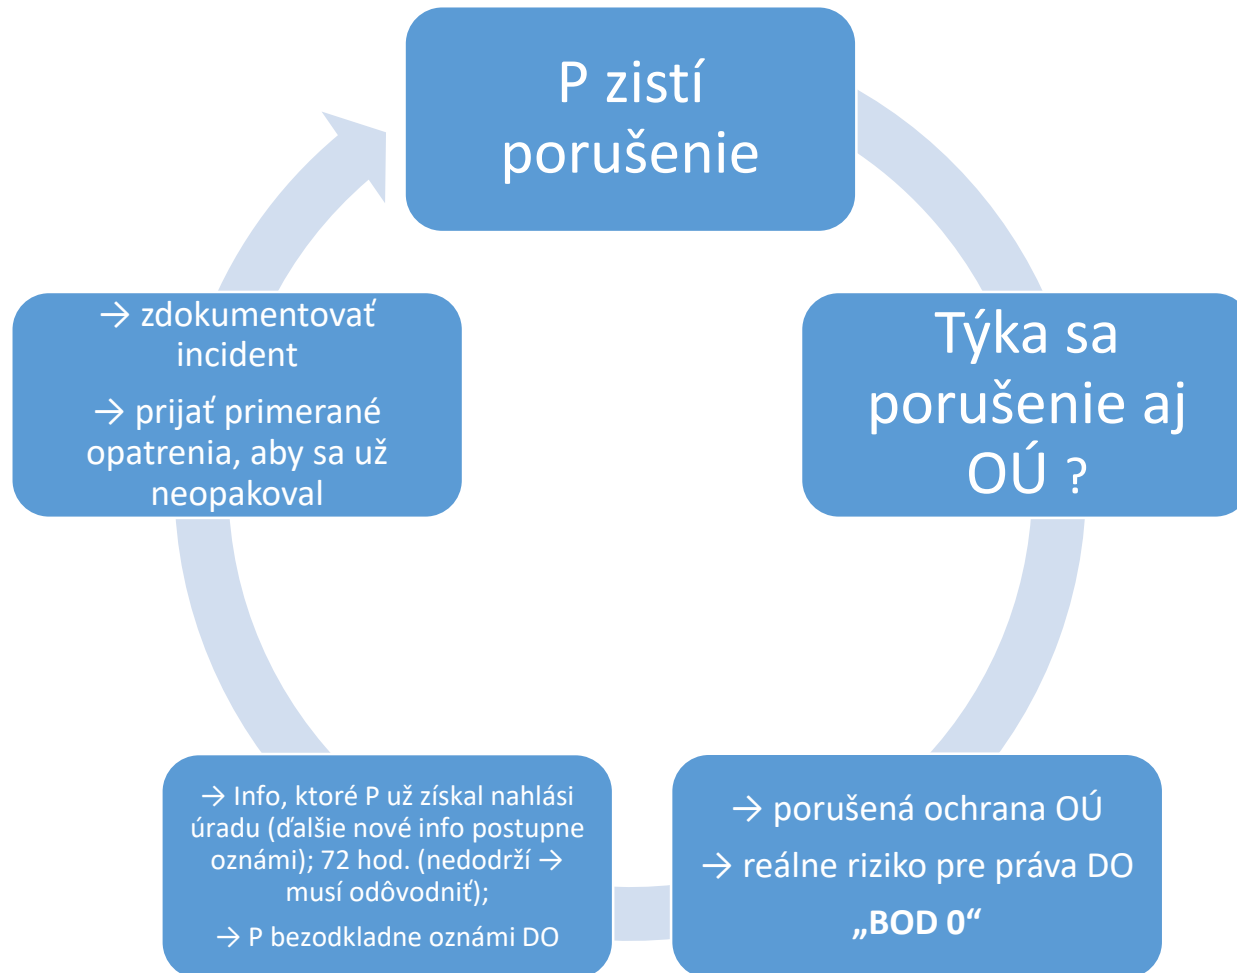 P zistí
porušenie
Týka sa
porušenie aj
OÚ ?
→ porušená ochrana OÚ
→ reálne riziko pre práva DO
„BOD 0“
→ Info, ktoré P už získal nahlási
úradu (ďalšie nové info postupne
oznámi); 72 hod. (nedodrží →
musí odôvodniť);
→ P bezodkladne oznámi DO
→ zdokumentovať
incident
→ prijať primerané
opatrenia, aby sa už
neopakoval